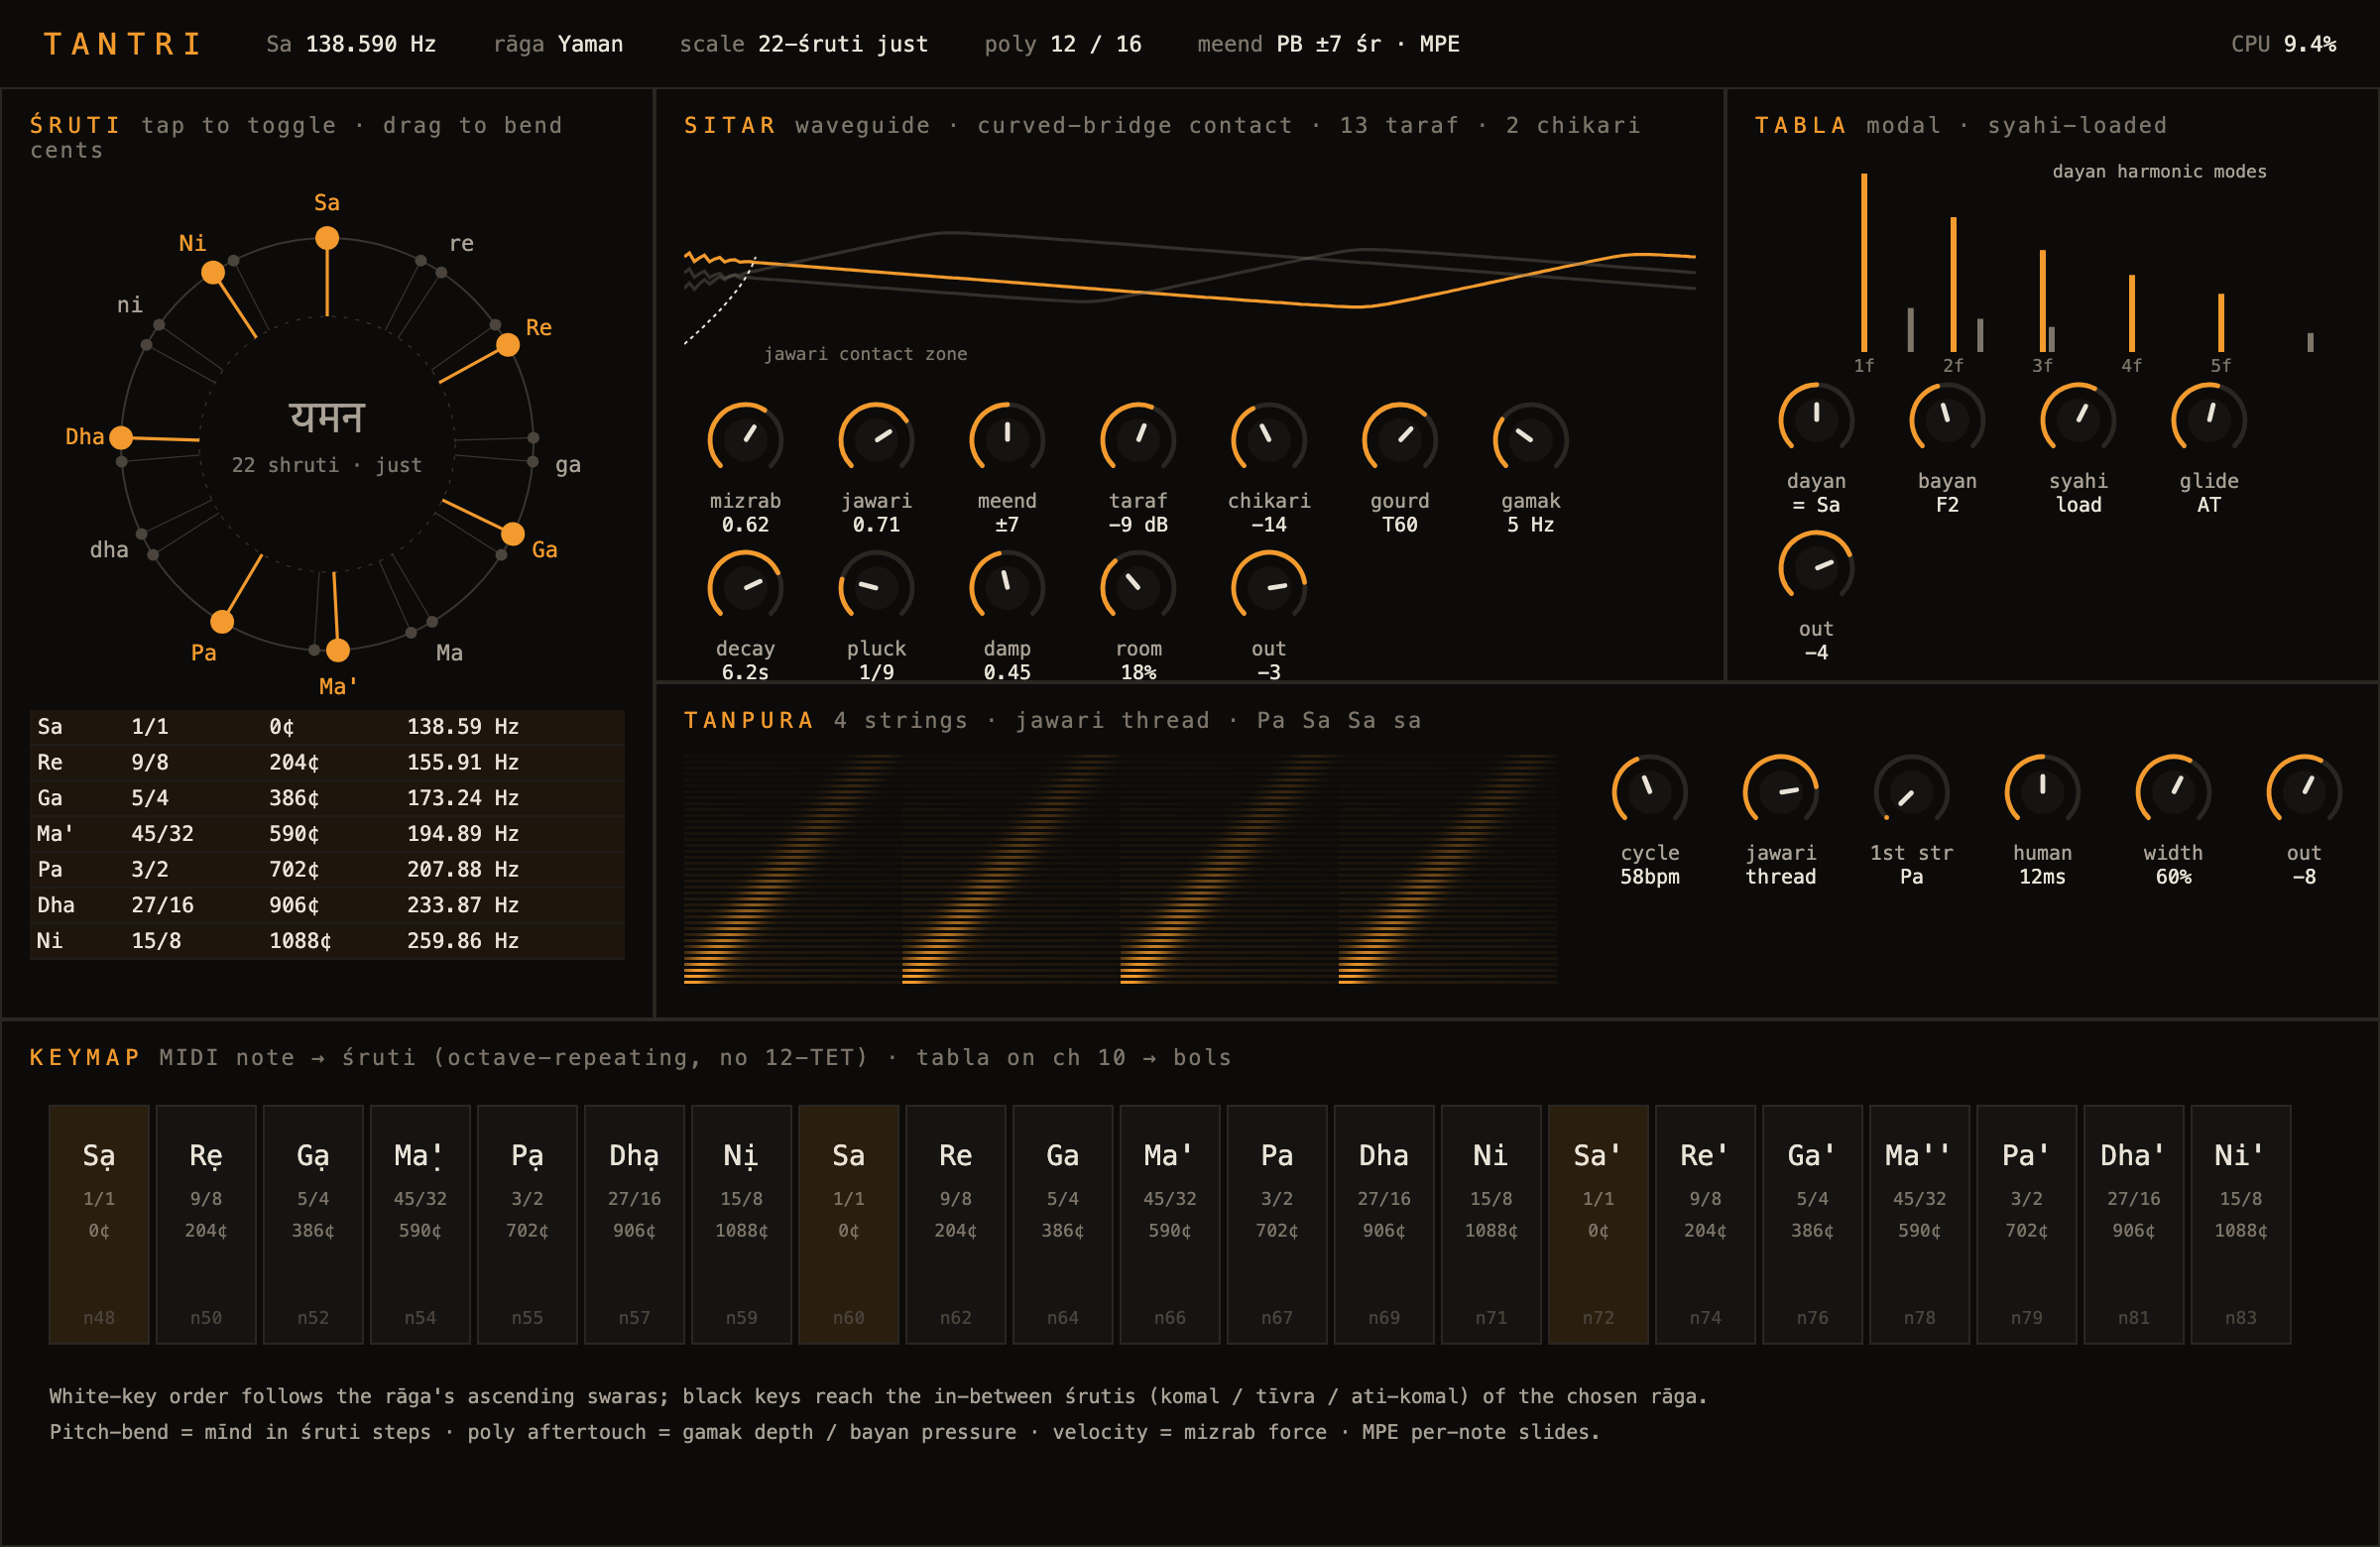 TANTRI Sa 138.590 Hz rāga Yaman scale 22–śruti just poly 12 / 16 meend PB ±7 śr · MPE CPU 9.4%
ŚRUTI tap to toggle · drag to bend
cents
Sa
re
Re
ga
Ga
Ma
Ma'
Pa
dha
Dha
ni
Ni
यमन
22 shruti · just
Sa 1/1 0¢ 138.59 Hz
Re 9/8 204¢ 155.91 Hz
Ga 5/4 386¢ 173.24 Hz
Ma' 45/32 590¢ 194.89 Hz
Pa 3/2 702¢ 207.88 Hz
Dha 27/16 906¢ 233.87 Hz
Ni 15/8 1088¢ 259.86 Hz
SITAR waveguide · curved–bridge contact · 13 taraf · 2 chikari
jawari contact zone
mizrab jawari meend taraf chikari gourd gamak
0.62 0.71 ±7 –9 dB –14 T60 5 Hz
decay pluck damp room out
6.2s 1/9 0.45 18% –3
TABLA modal · syahi–loaded
dayan harmonic modes
1f 2f 3f 4f 5f
dayan bayan syahi glide
= Sa F2 load AT
out
–4
TANPURA 4 strings · jawari thread · Pa Sa Sa sa
cycle jawari 1st str human width out
58bpm thread Pa 12ms 60% –8
KEYMAP MIDI note → śruti (octave–repeating, no 12–TET) · tabla on ch 10 → bols
Sạ Rẹ Gạ Ma'̣ Pạ Dhạ Nị Sa Re Ga Ma' Pa Dha Ni Sa' Re' Ga' Ma'' Pa' Dha' Ni'
1/1 9/8 5/4 45/32 3/2 27/16 15/8 1/1 9/8 5/4 45/32 3/2 27/16 15/8 1/1 9/8 5/4 45/32 3/2 27/16 15/8
0¢ 204¢ 386¢ 590¢ 702¢ 906¢ 1088¢ 0¢ 204¢ 386¢ 590¢ 702¢ 906¢ 1088¢ 0¢ 204¢ 386¢ 590¢ 702¢ 906¢ 1088¢
n48 n50 n52 n54 n55 n57 n59 n60 n62 n64 n66 n67 n69 n71 n72 n74 n76 n78 n79 n81 n83
White–key order follows the rāga's ascending swaras; black keys reach the in–between śrutis (komal / tīvra / ati–komal) of the chosen rāga.
Pitch–bend = mīnd in śruti steps · poly aftertouch = gamak depth / bayan pressure · velocity = mizrab force · MPE per–note slides.